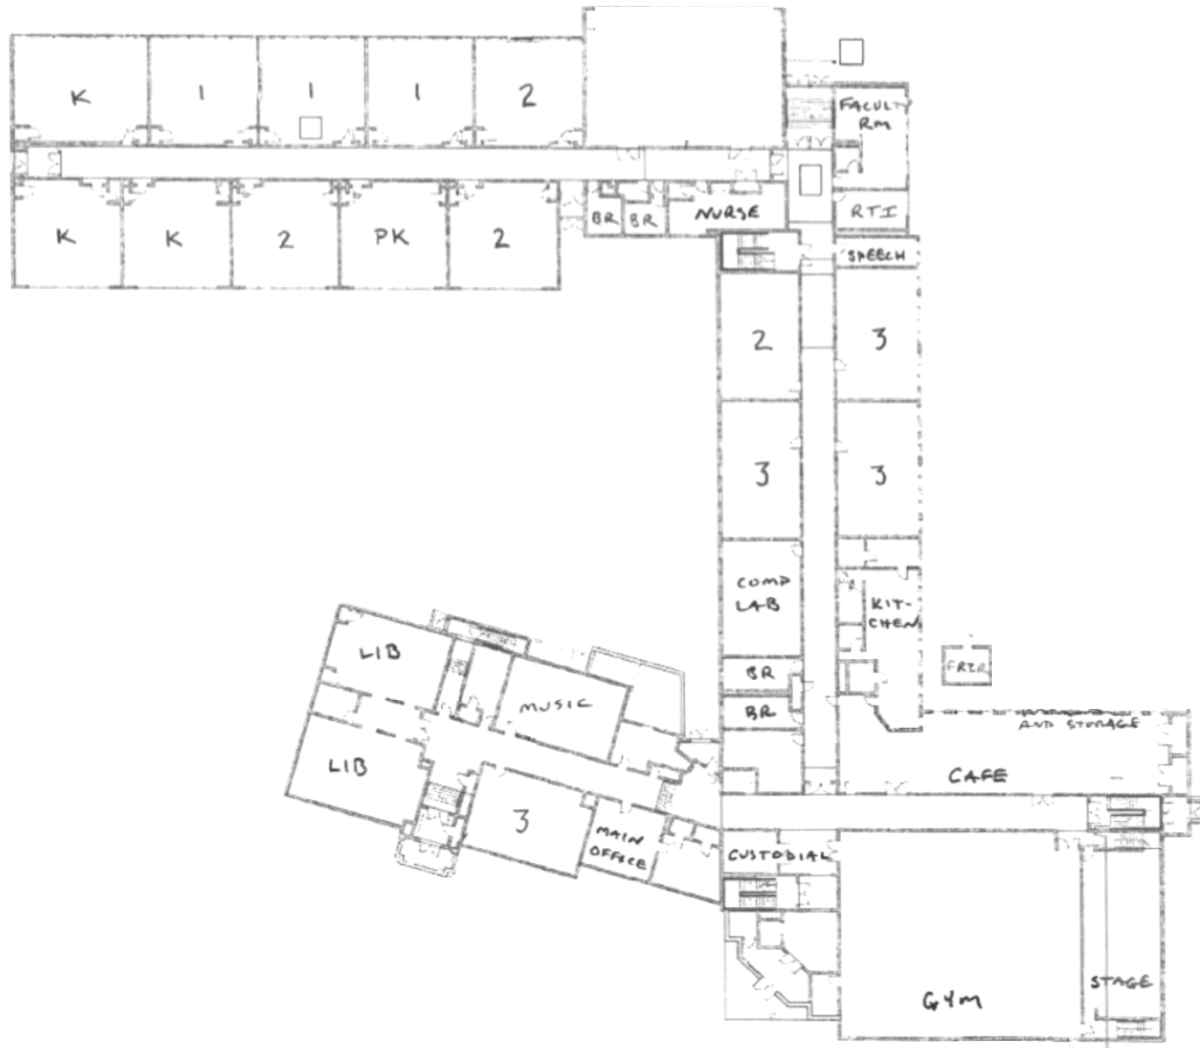 K
1
1
1
2
FACULTY
RM
K
K
2
PK
2
BR
BR
NURSE
RTI
SPEECH
2
3
3
3
COMP
LAB
KIT-
CHEN
BR
BR
FRZR
AND STORAGE
CAFE
LIB
MUSIC
LIB
3
MAIN
OFFICE
CUSTODIAL
GYM
STAGE